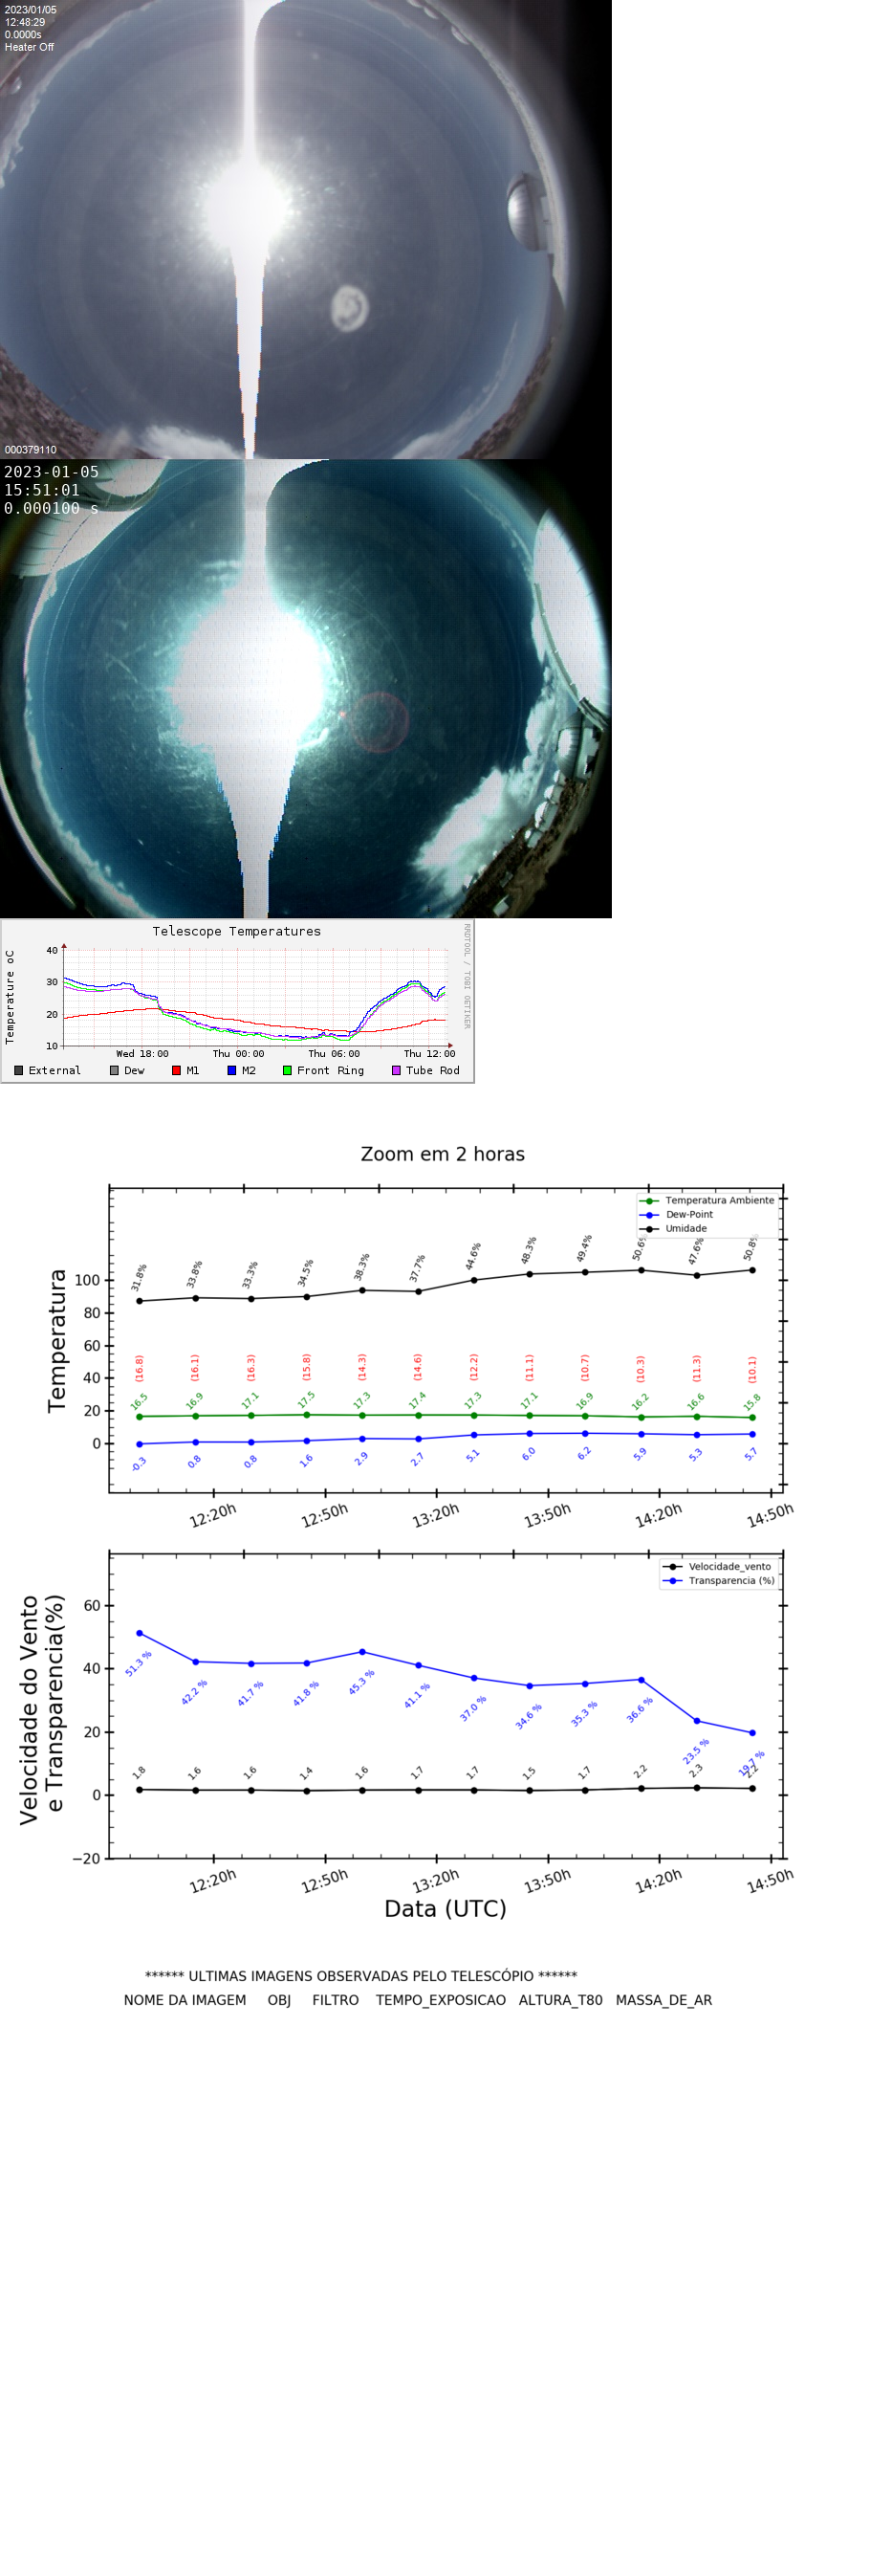 2023/01/05
12:48:29
0.0000s
Heater Off
000379110
2023-01-05
15:51:01
0.000100 s
Telescope Temperatures
RRDTOOL / TOBI OETIKER
Temperature oC
40
30
20
10
Wed 18:00 Thu 00:00 Thu 06:00 Thu 12:00
External Dew M1 M2 Front Ring Tube Rod
Zoom em 2 horas
Temperatura Ambiente
Dew-Point
Umidade
31.8% 33.8% 33.3% 34.5% 38.3% 37.7% 44.6% 48.3% 49.4% 50.6% 47.6% 50.8%
Temperatura
100
80
60
40
20
0
(16.8) (16.1) (16.3) (15.8) (14.3) (14.6) (12.2) (11.1) (10.7) (10.3) (11.3) (10.1)
16.5 16.9 17.1 17.5 17.3 17.4 17.3 17.1 16.9 16.2 16.6 15.8
-0.3 0.8 0.8 1.6 2.9 2.7 5.1 6.0 6.2 5.9 5.3 5.7
12:20h 12:50h 13:20h 13:50h 14:20h 14:50h
Velocidade_vento
Transparencia (%)
Velocidade do Vento
e Transparencia(%)
60
40
20
0
−20
51.3 % 42.2 % 41.7 % 41.8 % 45.3 % 41.1 % 37.0 % 34.6 % 35.3 % 36.6 % 23.5 % 19.7 %
1.8 1.6 1.6 1.4 1.6 1.7 1.7 1.5 1.7 2.2 2.3 2.2
12:20h 12:50h 13:20h 13:50h 14:20h 14:50h
Data (UTC)
****** ULTIMAS IMAGENS OBSERVADAS PELO TELESCÓPIO ******
NOME DA IMAGEM OBJ FILTRO TEMPO_EXPOSICAO ALTURA_T80 MASSA_DE_AR